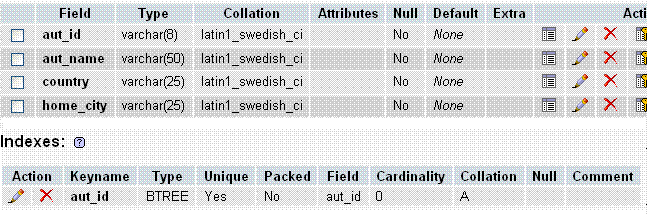 Field Type Collation Attributes Null Default Extra Acti
aut_id varchar(8) latin1_swedish_ci No None
aut_name varchar(50) latin1_swedish_ci No None
country varchar(25) latin1_swedish_ci No None
home_city varchar(25) latin1_swedish_ci No None
Indexes: ?
Action Keyname Type Unique Packed Field Cardinality Collation Null Comment
aut_id BTREE Yes No aut_id 0 A